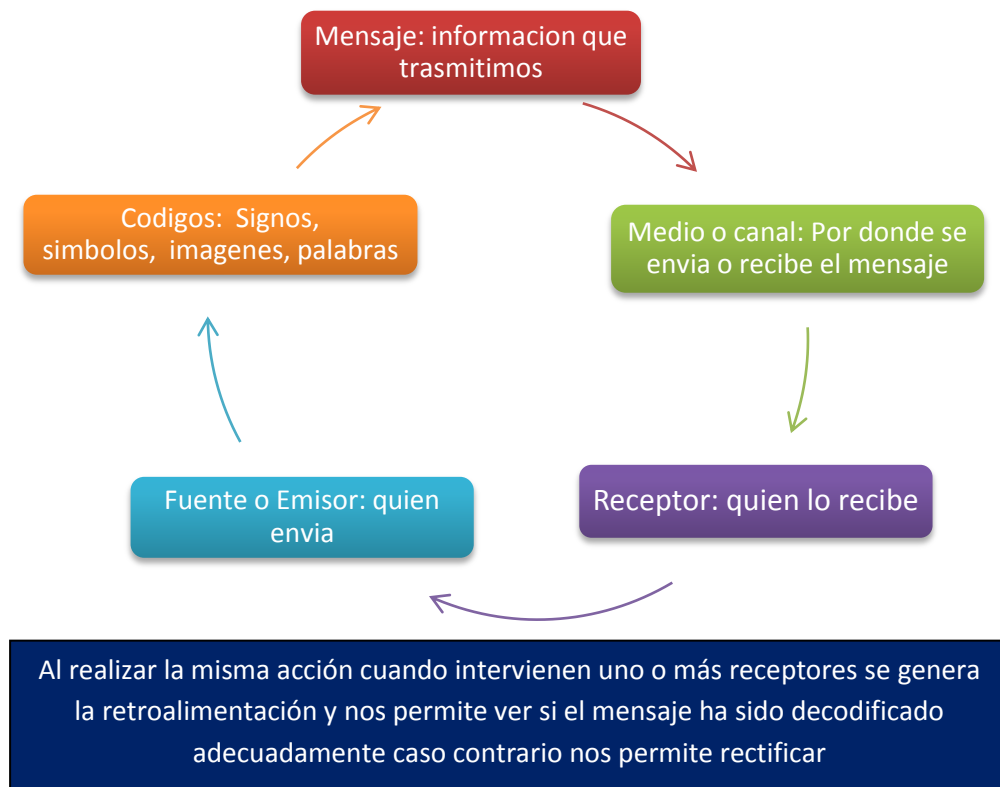 Mensaje: informacion que
trasmitimos
Codigos: Signos,
simbolos, imagenes, palabras
Medio o canal: Por donde se
envia o recibe el mensaje
Fuente o Emisor: quien
envia
Receptor: quien lo recibe
Al realizar la misma acción cuando intervienen uno o más receptores se genera
la retroalimentación y nos permite ver si el mensaje ha sido decodificado
adecuadamente caso contrario nos permite rectificar